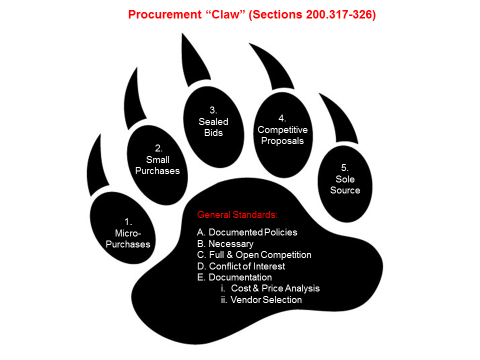 Procurement “Claw” (Sections 200.317-326)
1.
Micro-
Purchases
2.
Small
Purchases
3.
Sealed
Bids
4.
Competitive
Proposals
5.
Sole
Source
General Standards:
A. Documented Policies
B. Necessary
C. Full & Open Competition
D. Conflict of Interest
E. Documentation
i. Cost & Price Analysis
ii. Vendor Selection